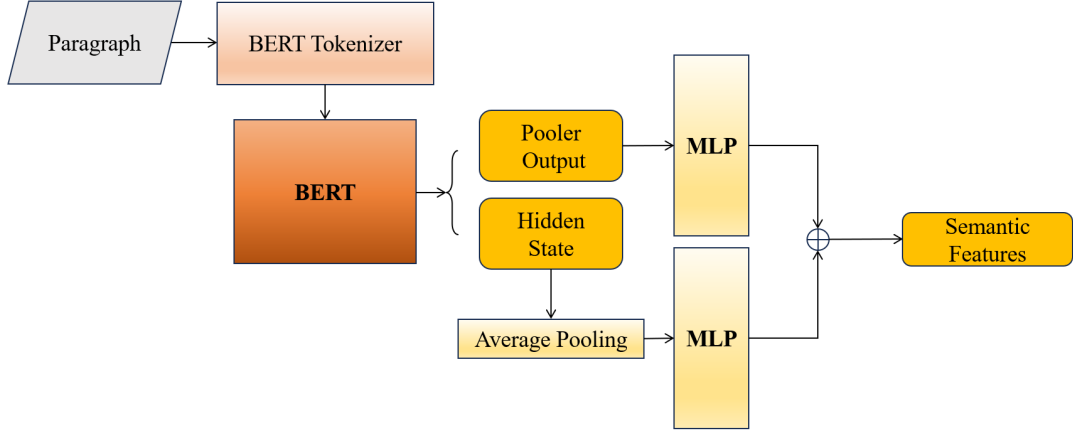 Paragraph
BERT Tokenizer
BERT
Pooler
Output
MLP
Hidden
State
Semantic
Features
Average Pooling
MLP